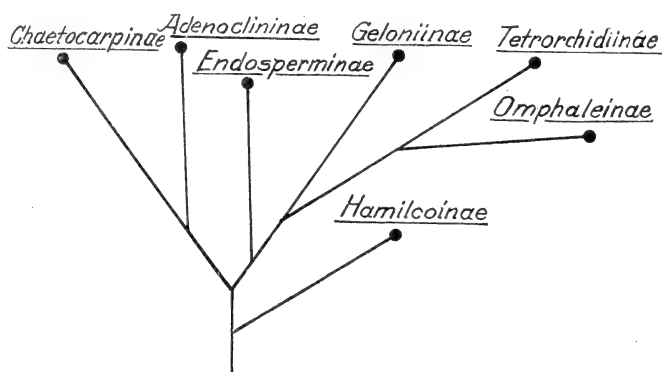 Chaetocarpinae
Adenoclininae
Endosperminae
Geloniinae
Tetrorchidiinae
Omphaleinae
Hamilcoinae